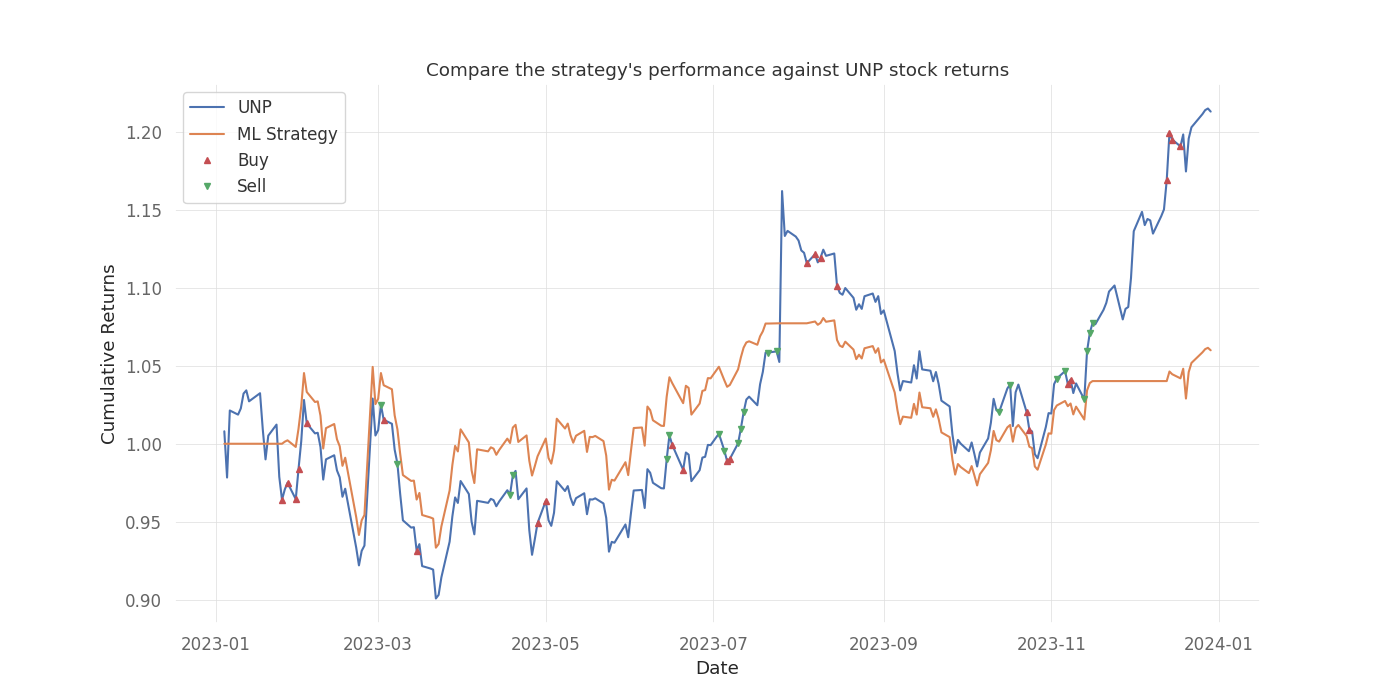 Compare the strategy's performance against UNP stock returns
UNP
ML Strategy
Buy
Sell
Cumulative Returns
1.20
1.15
1.10
1.05
1.00
0.95
0.90
2023-01
2023-03
2023-05
2023-07
2023-09
2023-11
2024-01
Date